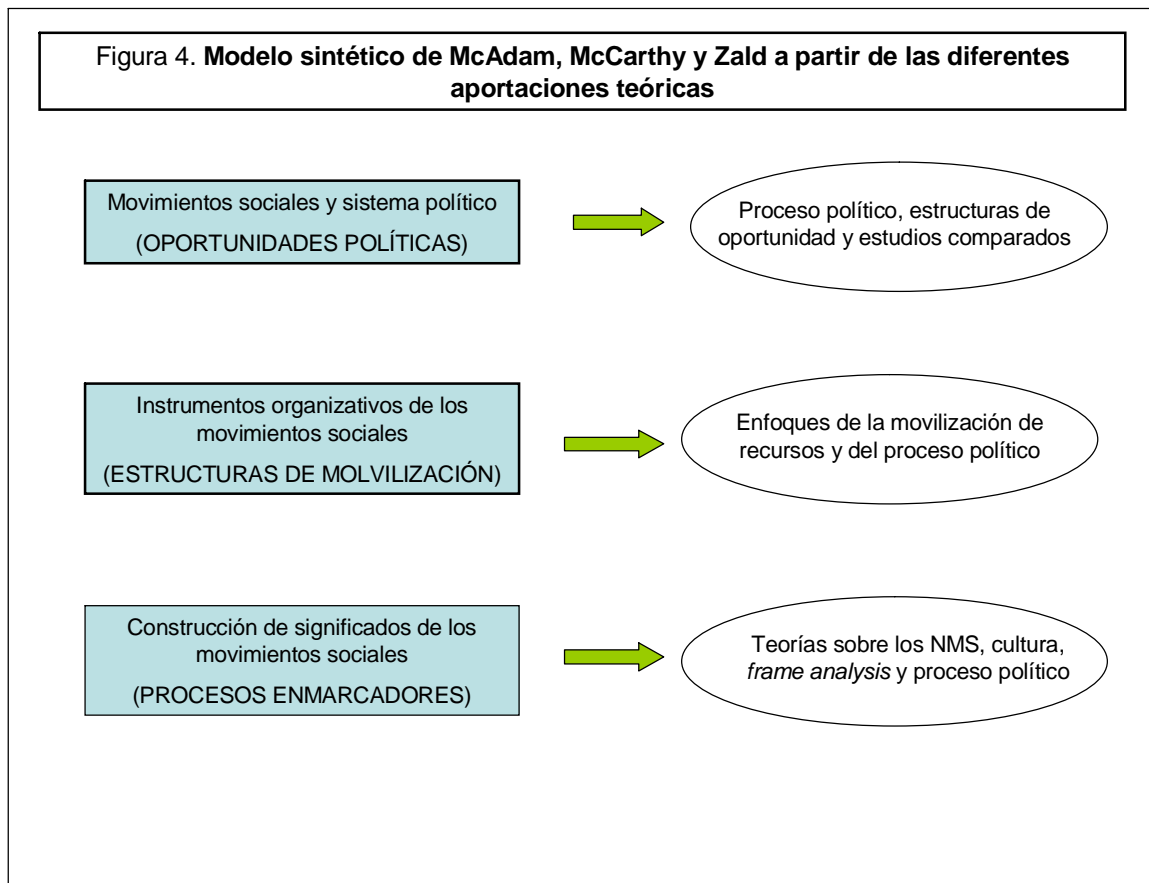 Figura 4. Modelo sintético de McAdam, McCarthy y Zald a partir de las diferentes
aportaciones teóricas
Movimientos sociales y sistema político
(OPORTUNIDADES POLÍTICAS)
Proceso político, estructuras de
oportunidad y estudios comparados
Instrumentos organizativos de los
movimientos sociales
(ESTRUCTURAS DE MOLVILIZACIÓN)
Enfoques de la movilización de
recursos y del proceso político
Construcción de significados de los
movimientos sociales
(PROCESOS ENMARCADORES)
Teorías sobre los NMS, cultura,
frame analysis y proceso político